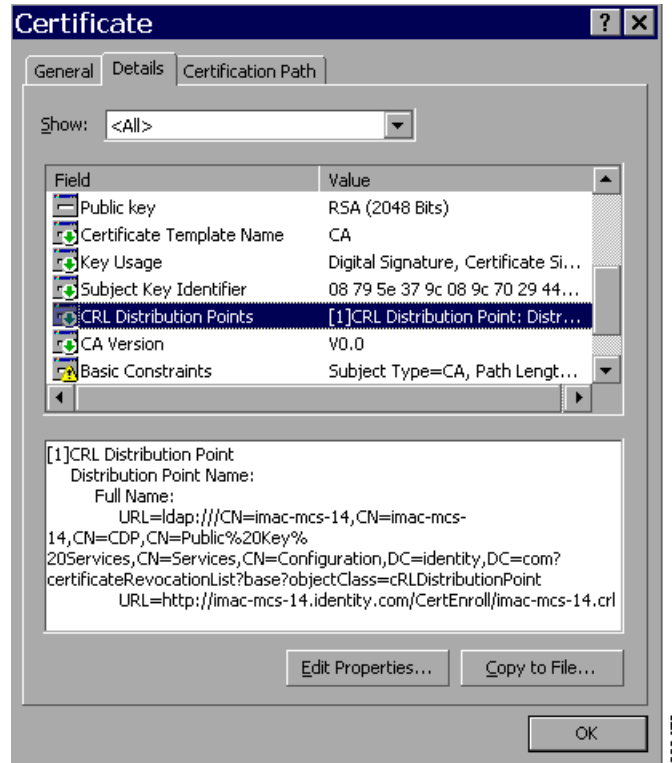 Certificate
General Details Certification Path
Show: <All>
Field Value
Public key RSA (2048 Bits)
Certificate Template Name CA
Key Usage Digital Signature, Certificate Si...
Subject Key Identifier 08 79 5e 37 9c 08 9c 70 29 44...
CRL Distribution Points [1]CRL Distribution Point: Distr...
CA Version V0.0
Basic Constraints Subject Type=CA, Path Lengt...
[1]CRL Distribution Point
Distribution Point Name:
Full Name:
URL=ldap:///CN=imac-mcs-14,CN=imac-mcs-
14,CN=CDP,CN=Public%20Key%
20Services,CN=Services,CN=Configuration,DC=identity,DC=com?
certificateRevocationList?base?objectClass=cRLDistributionPoint
URL=http://imac-mcs-14.identity.com/CertEnroll/imac-mcs-14.crl
Edit Properties... Copy to File...
OK